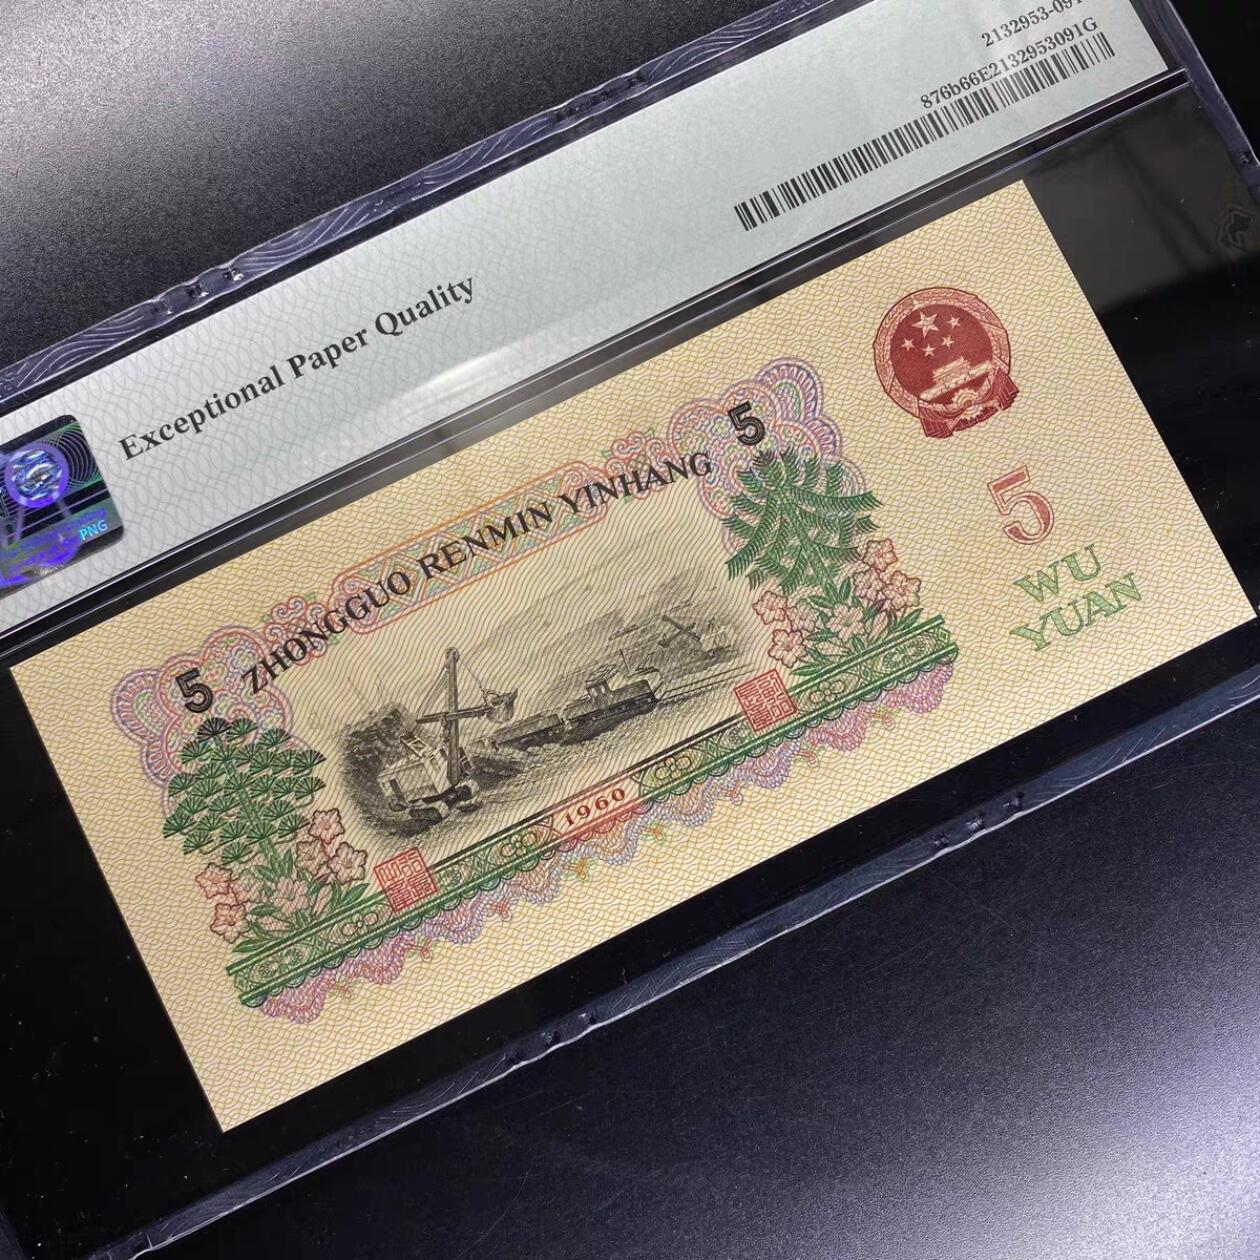 2132953-091
876b66E2132953091G
Exceptional Paper Quality
PNG
ZHONGGUO RENMIN YINHANG
5
5
5
WU
YUAN
1960